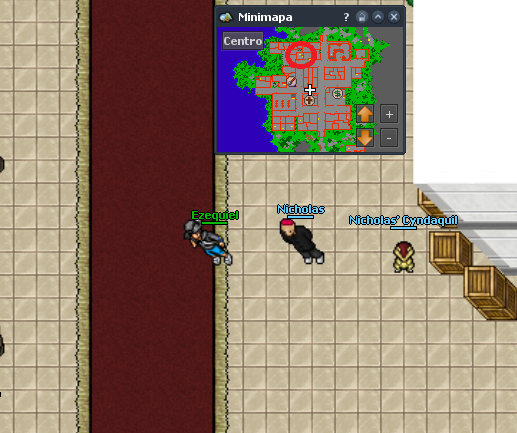 Minimapa ?
Centro
+
-
Ezequiel
Nicholas
Nicholas' Cyndaquil